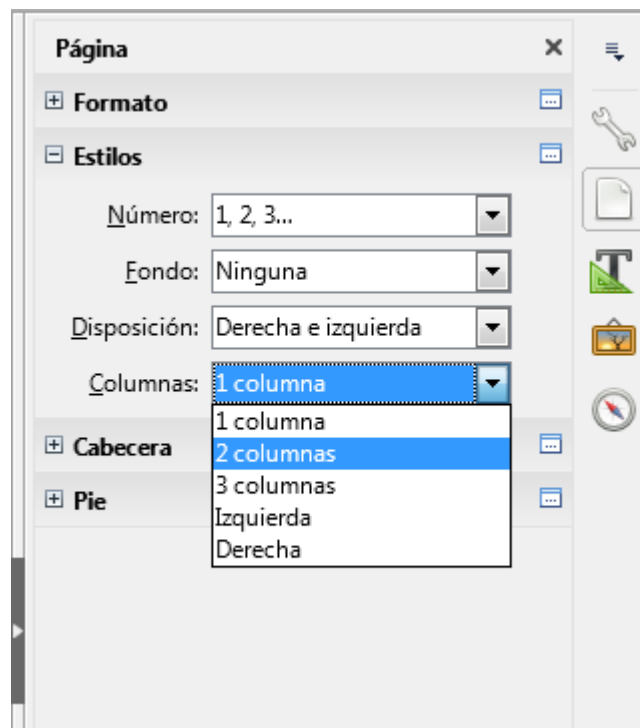 Página
Formato
Estilos
Número: 1, 2, 3...
Fondo: Ninguna
Disposición: Derecha e izquierda
Columnas: 1 columna
1 columna
2 columnas
3 columnas
Izquierda
Derecha
Cabecera
Pie